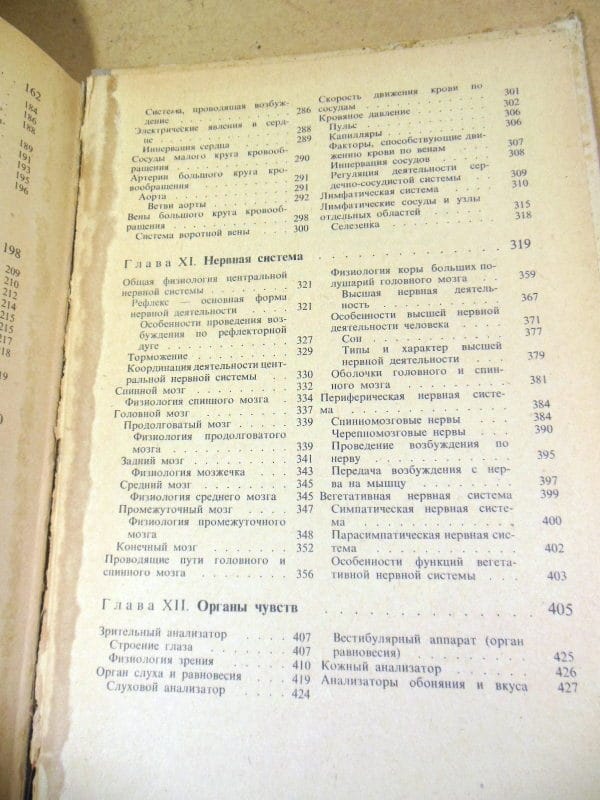 162
184
186
188
189
191
193
195
196
198
209
210
212
214
215
215
217
218
219
Система, проводящая возбуж-
дение . . . . . . . . 286
Электрические явления в серд-
це . . . . . . . . 288
Иннервация сердца . . . . 289
Сосуды малого круга кровооб-
ращения . . . . . . . . 290
Артерии большого круга кро-
вообращения . . . . . . . 291
Аорта . . . . . . . 291
Ветви аорты . . . . . . 292
Вены большого круга кровооб-
ращения . . . . . . . . 298
Система воротной вены . . . 300
Скорость движения крови по
сосудам . . . . . . . . 301
Кровяное давление . . . . . 302
Пульс . . . . . . . . 306
Капилляры . . . . . . . 306
Факторы, способствующие дви-
жению крови по венам . . . 307
Иннервация сосудов . . . . 308
Регуляция деятельности сер-
дечно-сосудистой системы . . . 309
Лимфатическая система . . . . 310
Лимфатические сосуды и узлы
отдельных областей . . . . . 315
Селезенка . . . . . . . 318
Глава XI. Нервная система . . . . . . . . . . . . 319
Общая физиология центральной
нервной системы . . . . . . 321
Рефлекс — основная форма
нервной деятельности . . . . 321
Особенности проведения воз-
буждения по рефлекторной
дуге . . . . . . . . 327
Торможение . . . . . . . 329
Координация деятельности цент-
ральной нервной системы . . . 330
Спинной мозг . . . . . . . 332
Физиология спинного мозга . 334
Головной мозг . . . . . . . 337
Продолговатый мозг . . . . 339
Физиология продолговатого
мозга . . . . . . . . 339
Задний мозг . . . . . . . 341
Физиология мозжечка . . . 343
Средний мозг . . . . . . 345
Физиология среднего мозга . 345
Промежуточный мозг . . . . 347
Физиология промежуточного
мозга . . . . . . . . 348
Конечный мозг . . . . . . 352
Проводящие пути головного и
спинного мозга . . . . . . . 356
Физиология коры больших по-
лушарий головного мозга . . . 359
Высшая нервная деятель-
ность . . . . . . . . 367
Особенности высшей нервной
деятельности человека . . . . 371
Сон . . . . . . . . 377
Типы и характер высшей
нервной деятельности . . . 379
Оболочки головного и спин-
ного мозга . . . . . . . 381
Периферическая нервная систе-
ма . . . . . . . . . . 384
Спинномозговые нервы . . . 384
Черепномозговые нервы . . . 390
Проведение возбуждения по
нерву . . . . . . . . 395
Передача возбуждения с нер-
ва на мышцу . . . . . . 397
Вегетативная нервная система 399
Симпатическая нервная систе-
ма . . . . . . . . . 400
Парасимпатическая нервная сис-
тема . . . . . . . . . 402
Особенности функций вегета-
тивной нервной системы . . . 403
Глава XII. Органы чувств . . . . . . . . . . . . 405
Зрительный анализатор . . . . 407
Строение глаза . . . . . . 407
Физиология зрения . . . . 410
Орган слуха и равновесия . . . 419
Слуховой анализатор . . . . 424
Вестибулярный аппарат (орган
равновесия) . . . . . . . 425
Кожный анализатор . . . . . 426
Анализаторы обоняния и вкуса 427